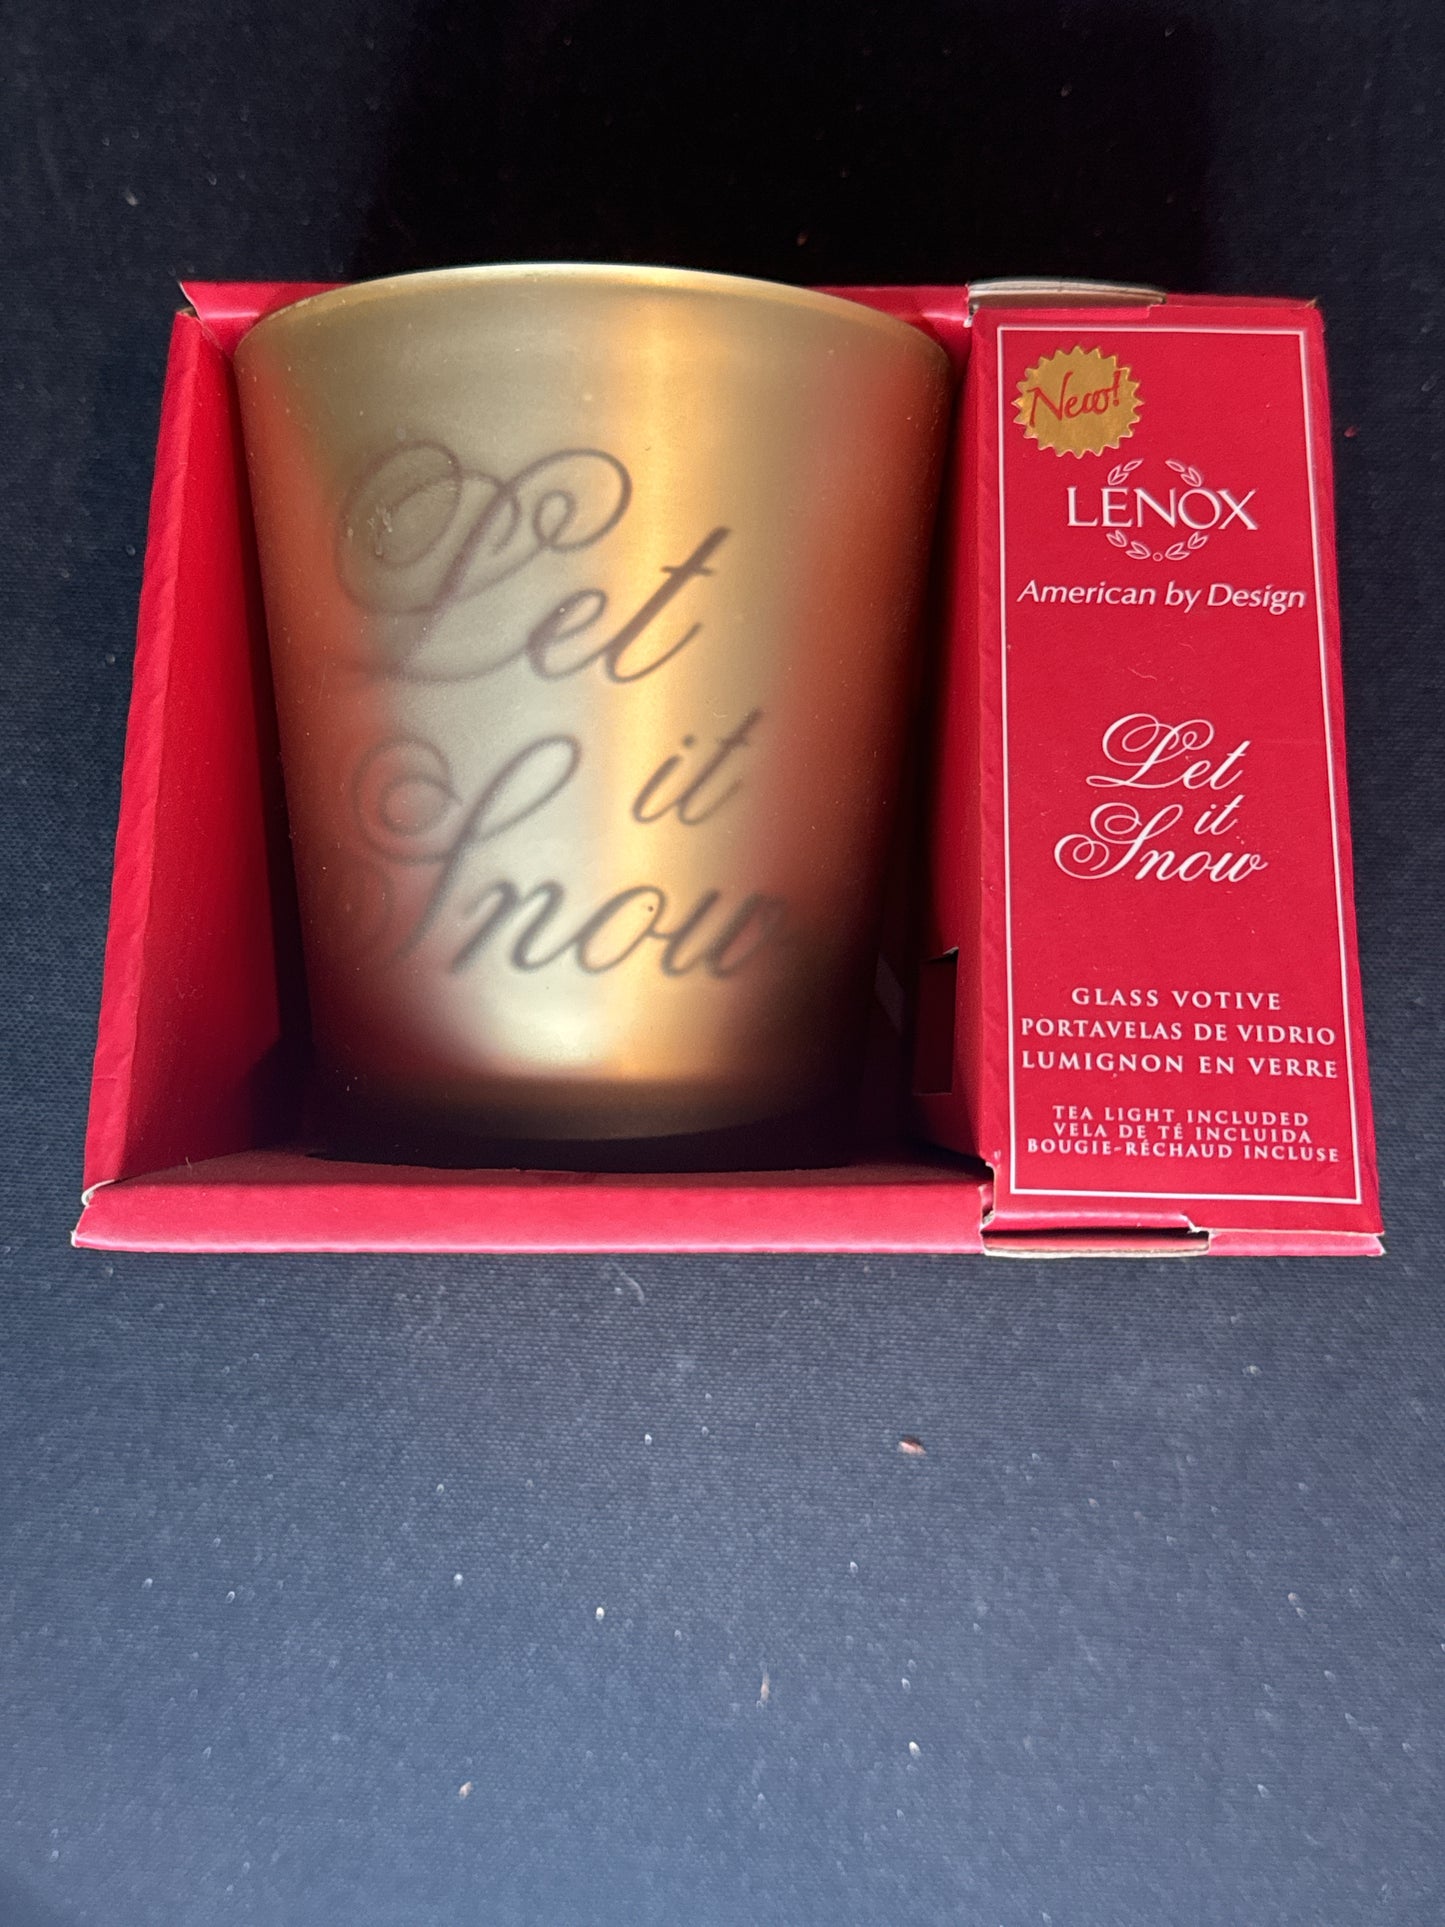 Let
it
Snow
New!
LENOX
American by Design
Let
it
Snow
GLASS VOTIVE
PORTAVELAS DE VIDRIO
LUMIGNON EN VERRE
TEA LIGHT INCLUDED
VELA DE TÉ INCLUIDA
BOUGIE-RÉCHAUD INCLUSE